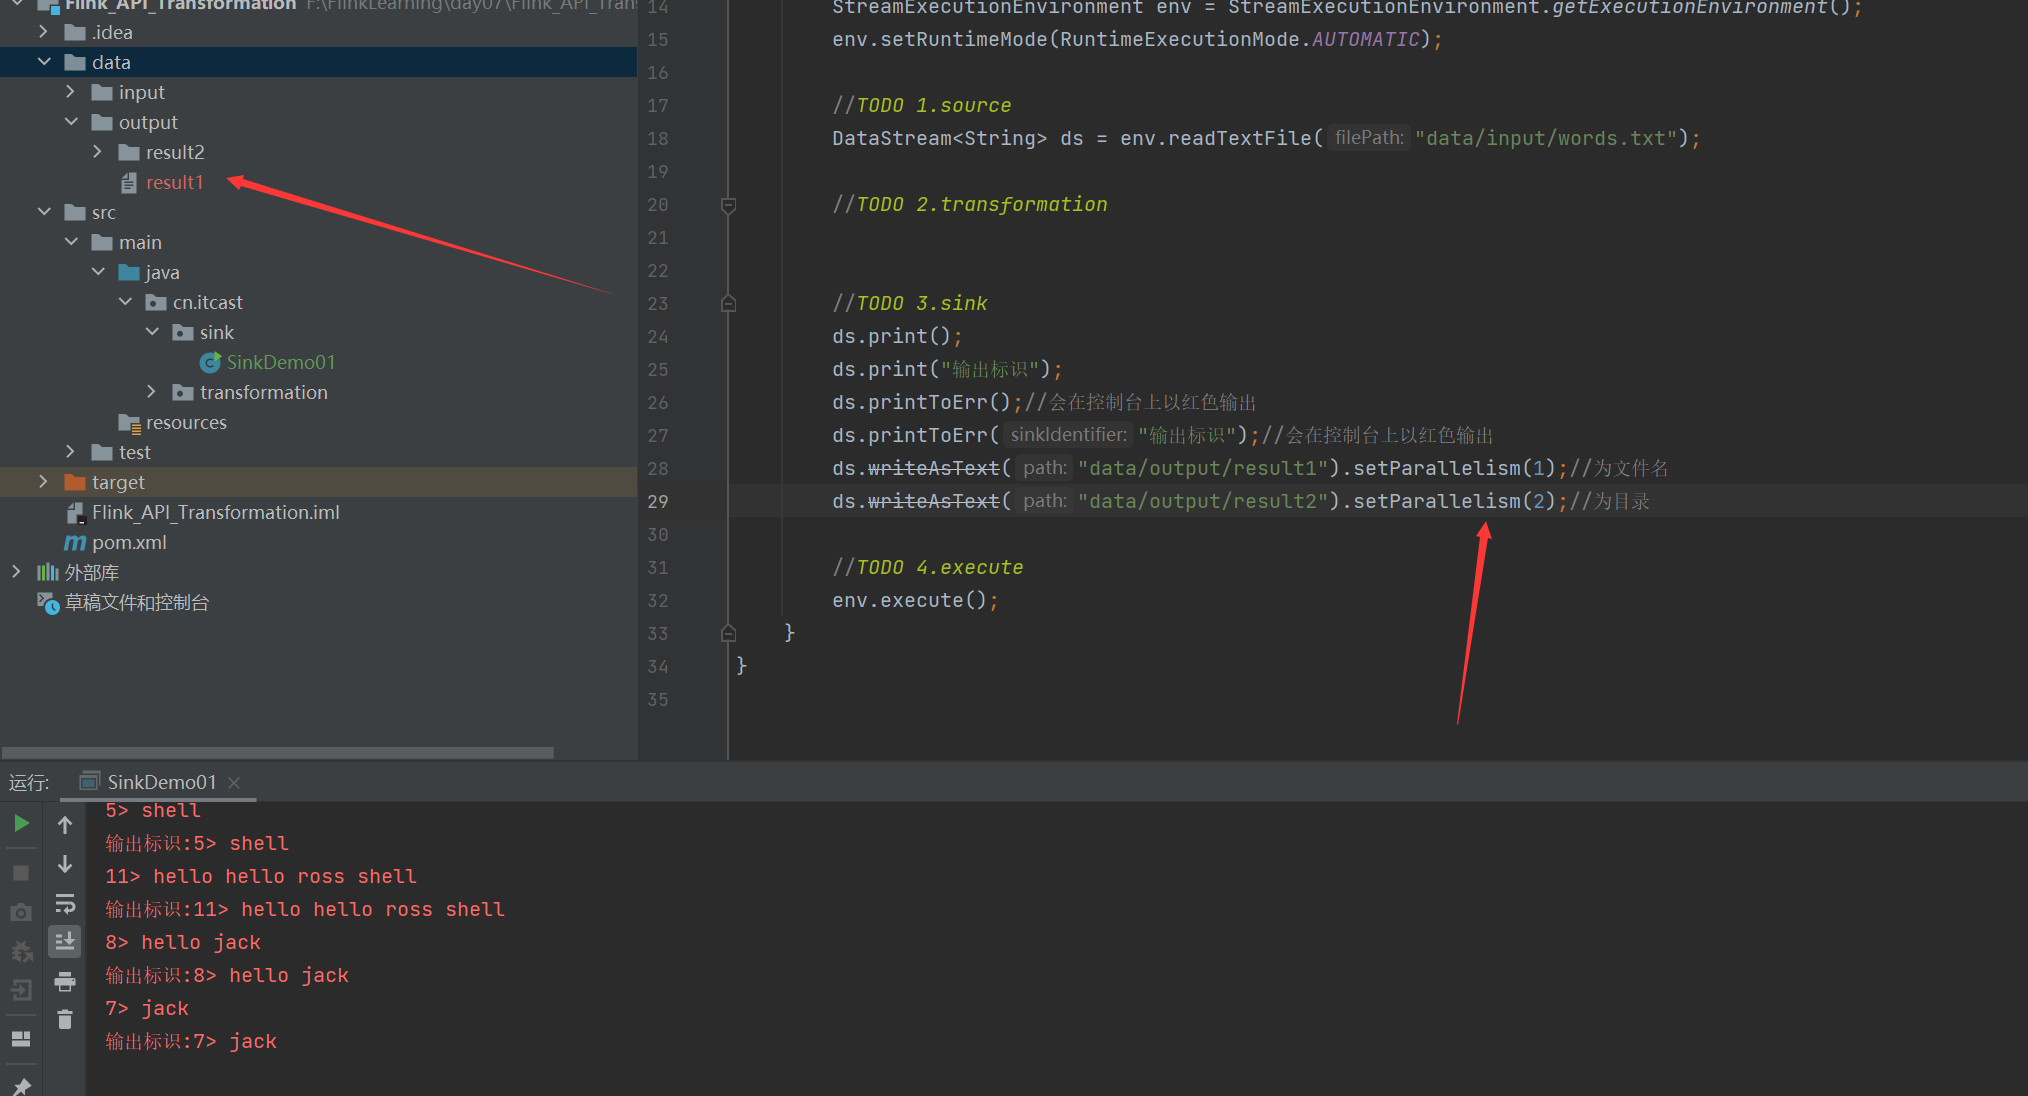 Flink_API_Transformation F:\FlinkLearning\day07\Flink_API_Trans
.idea
data
input
output
result2
result1
src
main
java
cn.itcast
sink
SinkDemo01
transformation
resources
test
target
Flink_API_Transformation.iml
pom.xml
外部库
草稿文件和控制台
14 StreamExecutionEnvironment env = StreamExecutionEnvironment.getExecutionEnvironment();
15 env.setRuntimeMode(RuntimeExecutionMode.AUTOMATIC);
16
17 //TODO 1.source
18 DataStream<String> ds = env.readTextFile( filePath: "data/input/words.txt");
19
20 //TODO 2.transformation
21
22
23 //TODO 3.sink
24 ds.print();
25 ds.print("输出标识");
26 ds.printToErr();//会在控制台上以红色输出
27 ds.printToErr( sinkIdentifier: "输出标识");//会在控制台上以红色输出
28 ds.writeAsText( path: "data/output/result1").setParallelism(1);//为文件名
29 ds.writeAsText( path: "data/output/result2").setParallelism(2);//为目录
30
31 //TODO 4.execute
32 env.execute();
33 }
34 }
35
运行: SinkDemo01
5> shell
输出标识:5> shell
11> hello hello ross shell
输出标识:11> hello hello ross shell
8> hello jack
输出标识:8> hello jack
7> jack
输出标识:7> jack